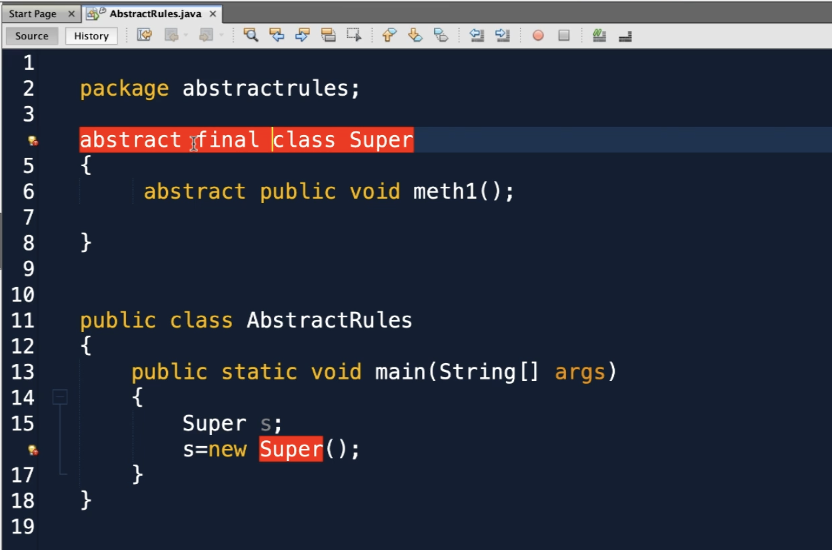 Start Page × AbstractRules.java ×
Source History
1
2 package abstractrules;
3
abstract final class Super
5 {
6 abstract public void meth1();
7
8 }
9
10
11 public class AbstractRules
12 {
13 public static void main(String[] args)
14 {
15 Super s;
s=new Super();
17 }
18 }
19